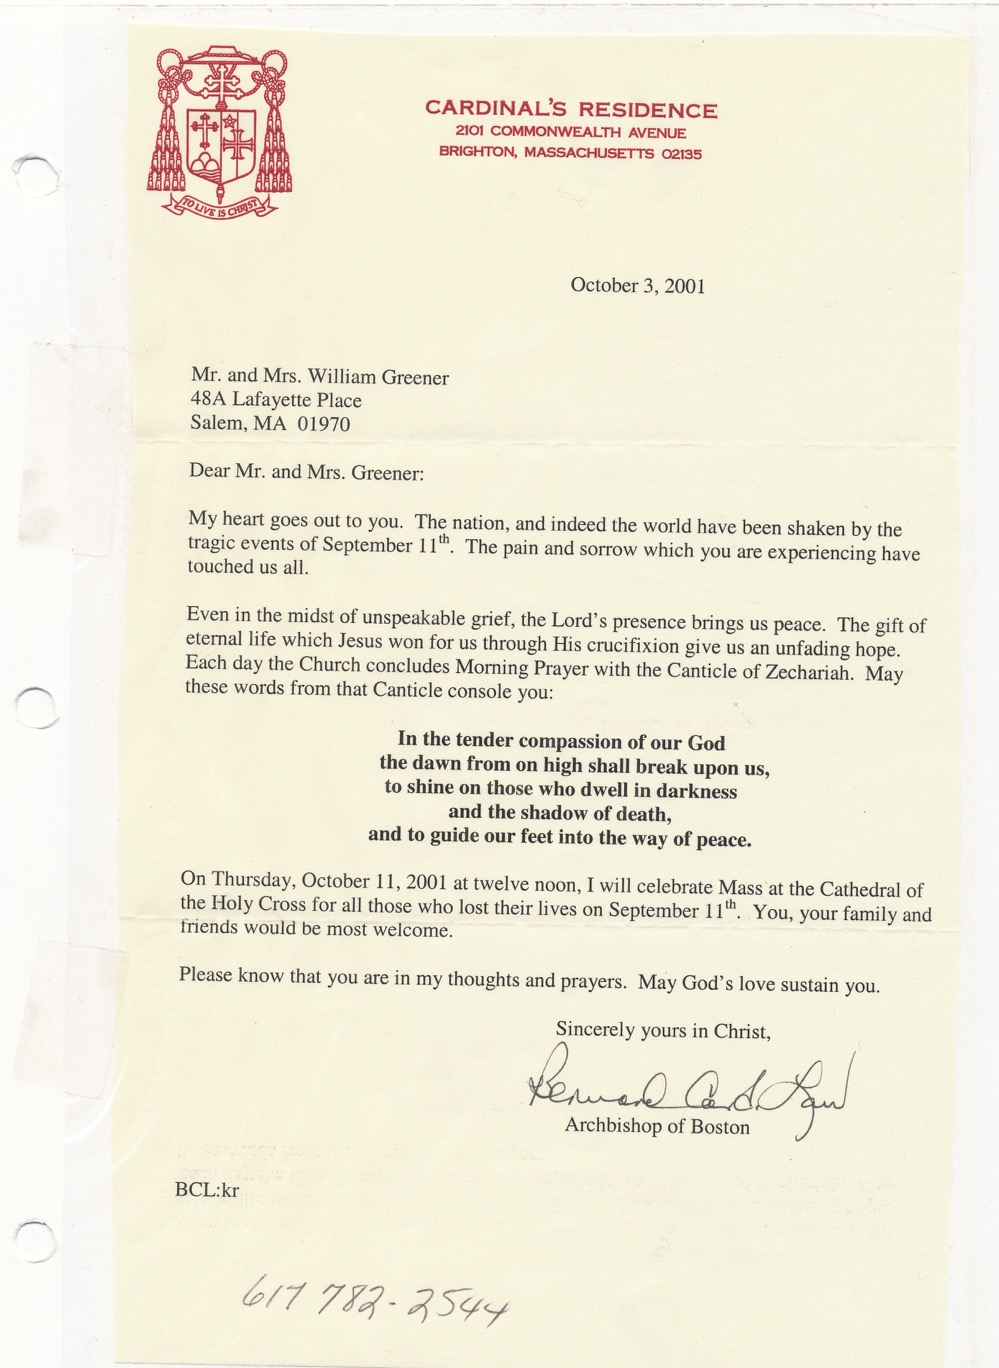 TO LIVE IS CHRIST
CARDINAL'S RESIDENCE
2101 COMMONWEALTH AVENUE
BRIGHTON, MASSACHUSETTS 02135
October 3, 2001
Mr. and Mrs. William Greener
48A Lafayette Place
Salem, MA  01970
Dear Mr. and Mrs. Greener:
My heart goes out to you.  The nation, and indeed the world have been shaken by the
tragic events of September 11th.  The pain and sorrow which you are experiencing have
touched us all.
Even in the midst of unspeakable grief, the Lord's presence brings us peace.  The gift of
eternal life which Jesus won for us through His crucifixion give us an unfading hope.
Each day the Church concludes Morning Prayer with the Canticle of Zechariah.  May
these words from that Canticle console you:
In the tender compassion of our God
the dawn from on high shall break upon us,
to shine on those who dwell in darkness
and the shadow of death,
and to guide our feet into the way of peace.
On Thursday, October 11, 2001 at twelve noon, I will celebrate Mass at the Cathedral of
the Holy Cross for all those who lost their lives on September 11th.  You, your family and
friends would be most welcome.
Please know that you are in my thoughts and prayers.  May God's love sustain you.
Sincerely yours in Christ,
Bernard Card. Law
Archbishop of Boston
BCL:kr
617 782-2544